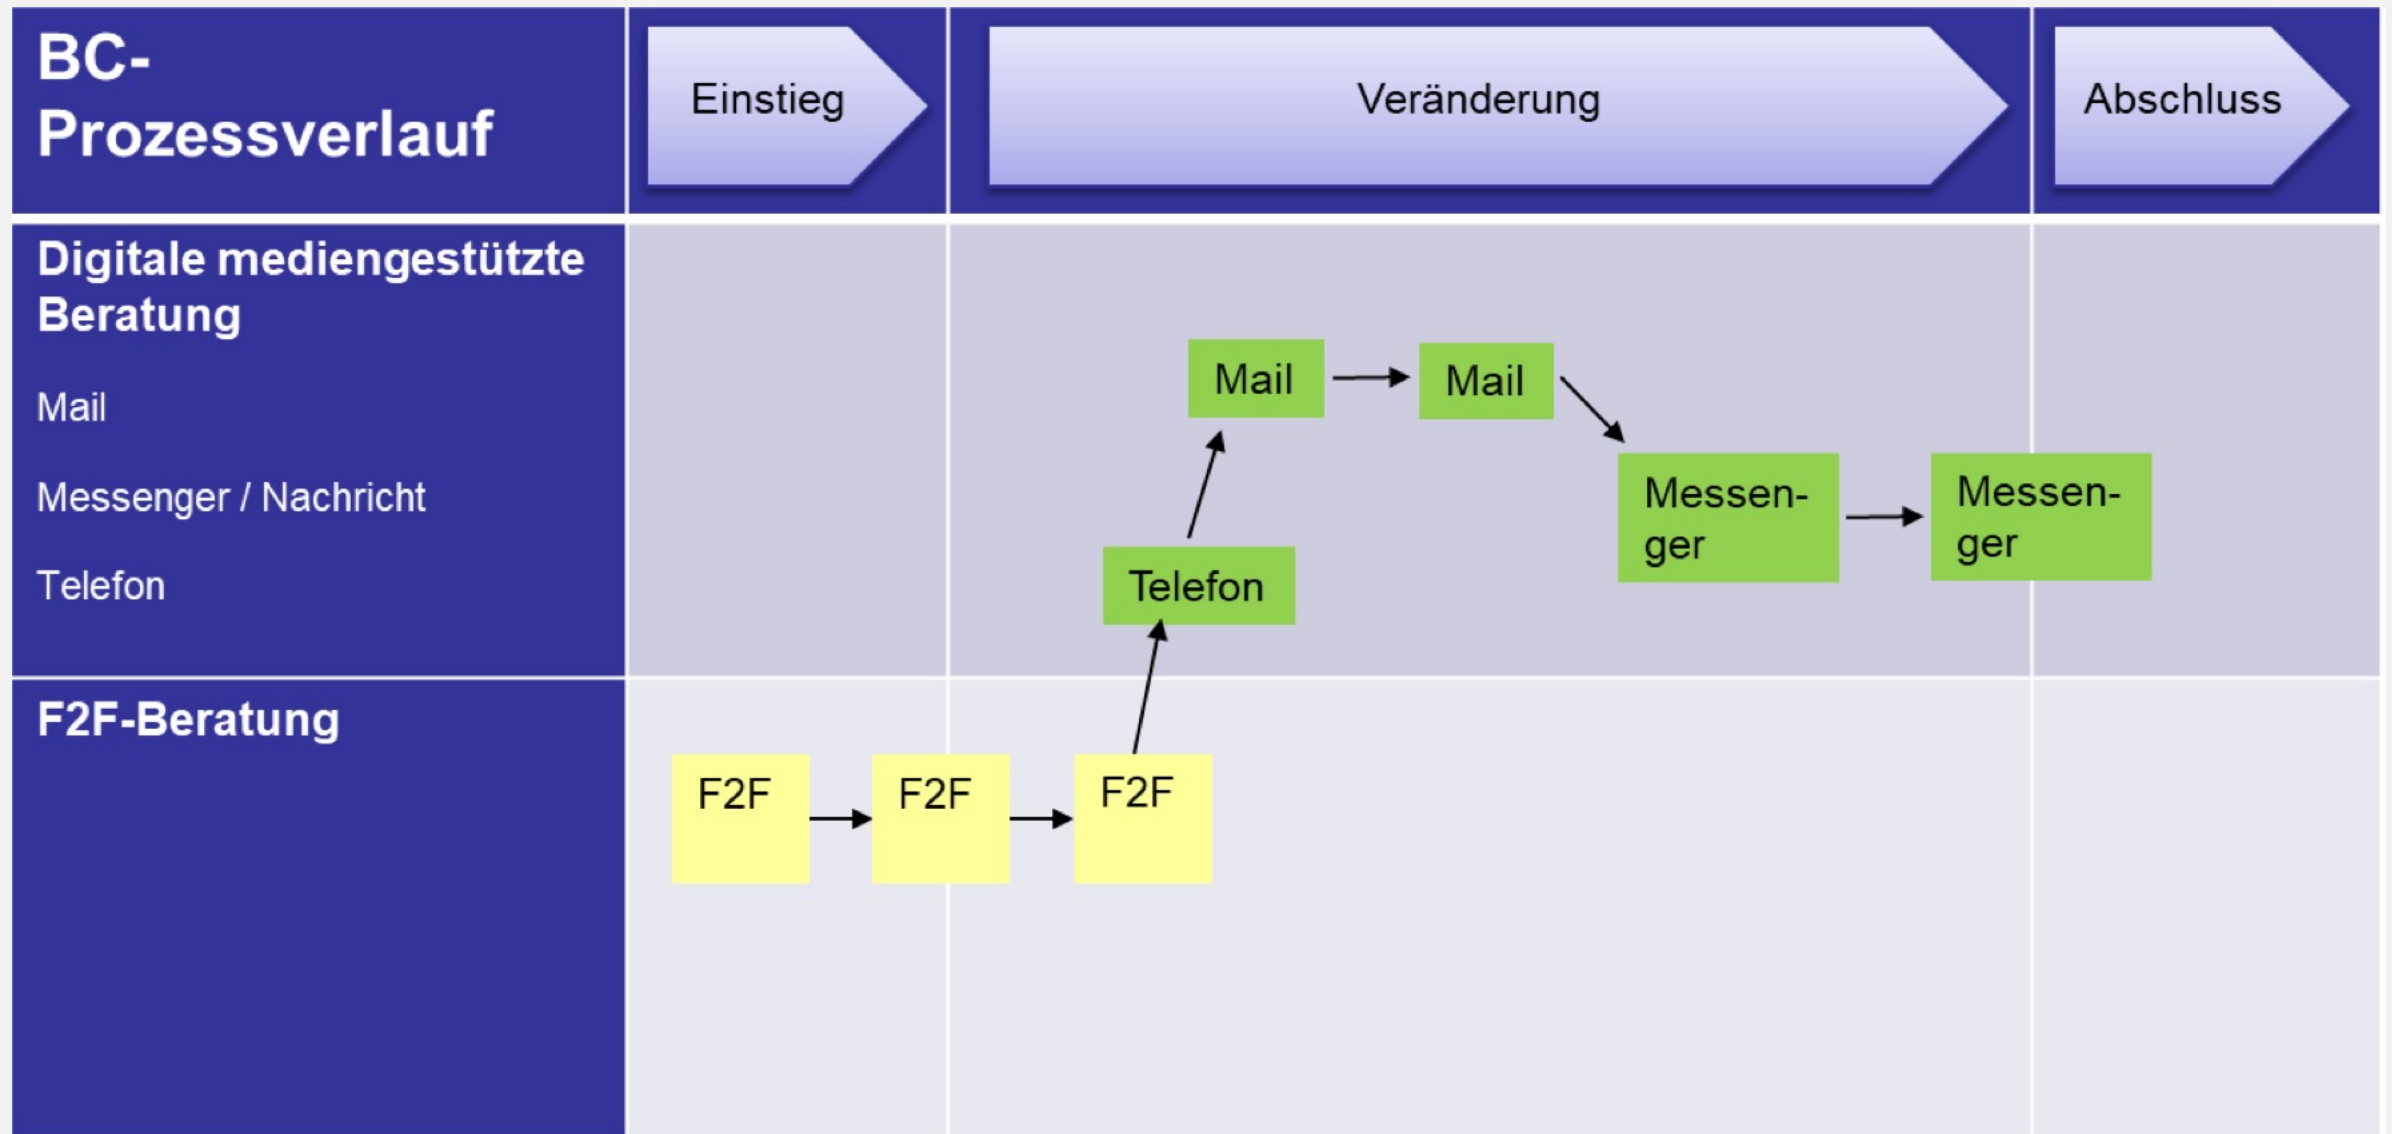 BC-
Prozessverlauf
Einstieg
Veränderung
Abschluss
Digitale mediengestützte
Beratung
Mail
Messenger / Nachricht
Telefon
Mail
Mail
Messen-
ger
Messen-
ger
Telefon
F2F-Beratung
F2F
F2F
F2F